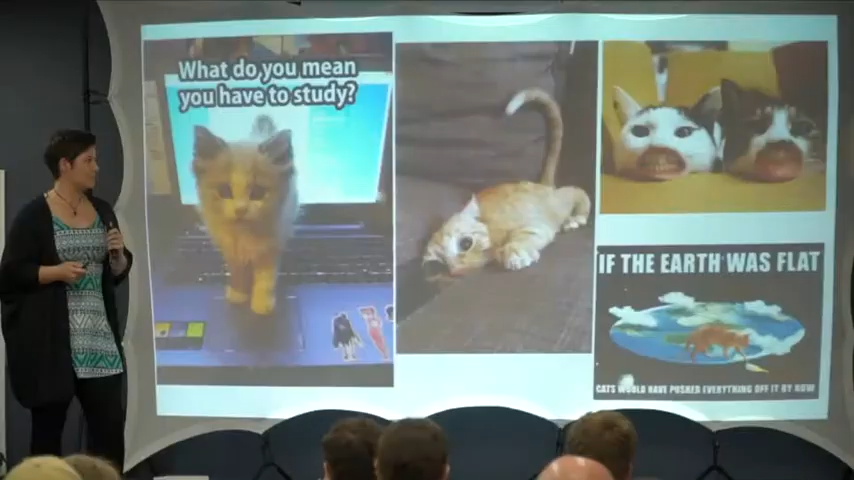 What do you mean
you have to study?
IF THE EARTH WAS FLAT
CATS WOULD HAVE PUSHED EVERYTHING OFF IT BY NOW